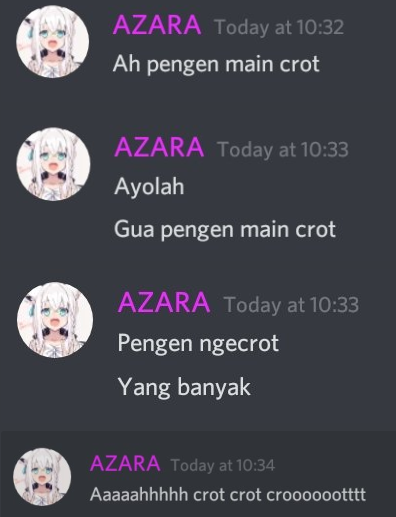 AZARA Today at 10:32
Ah pengen main crot
AZARA Today at 10:33
Ayolah
Gua pengen main crot
AZARA Today at 10:33
Pengen ngecrot
Yang banyak
AZARA Today at 10:34
Aaaaahhhhh crot crot crooooootttt